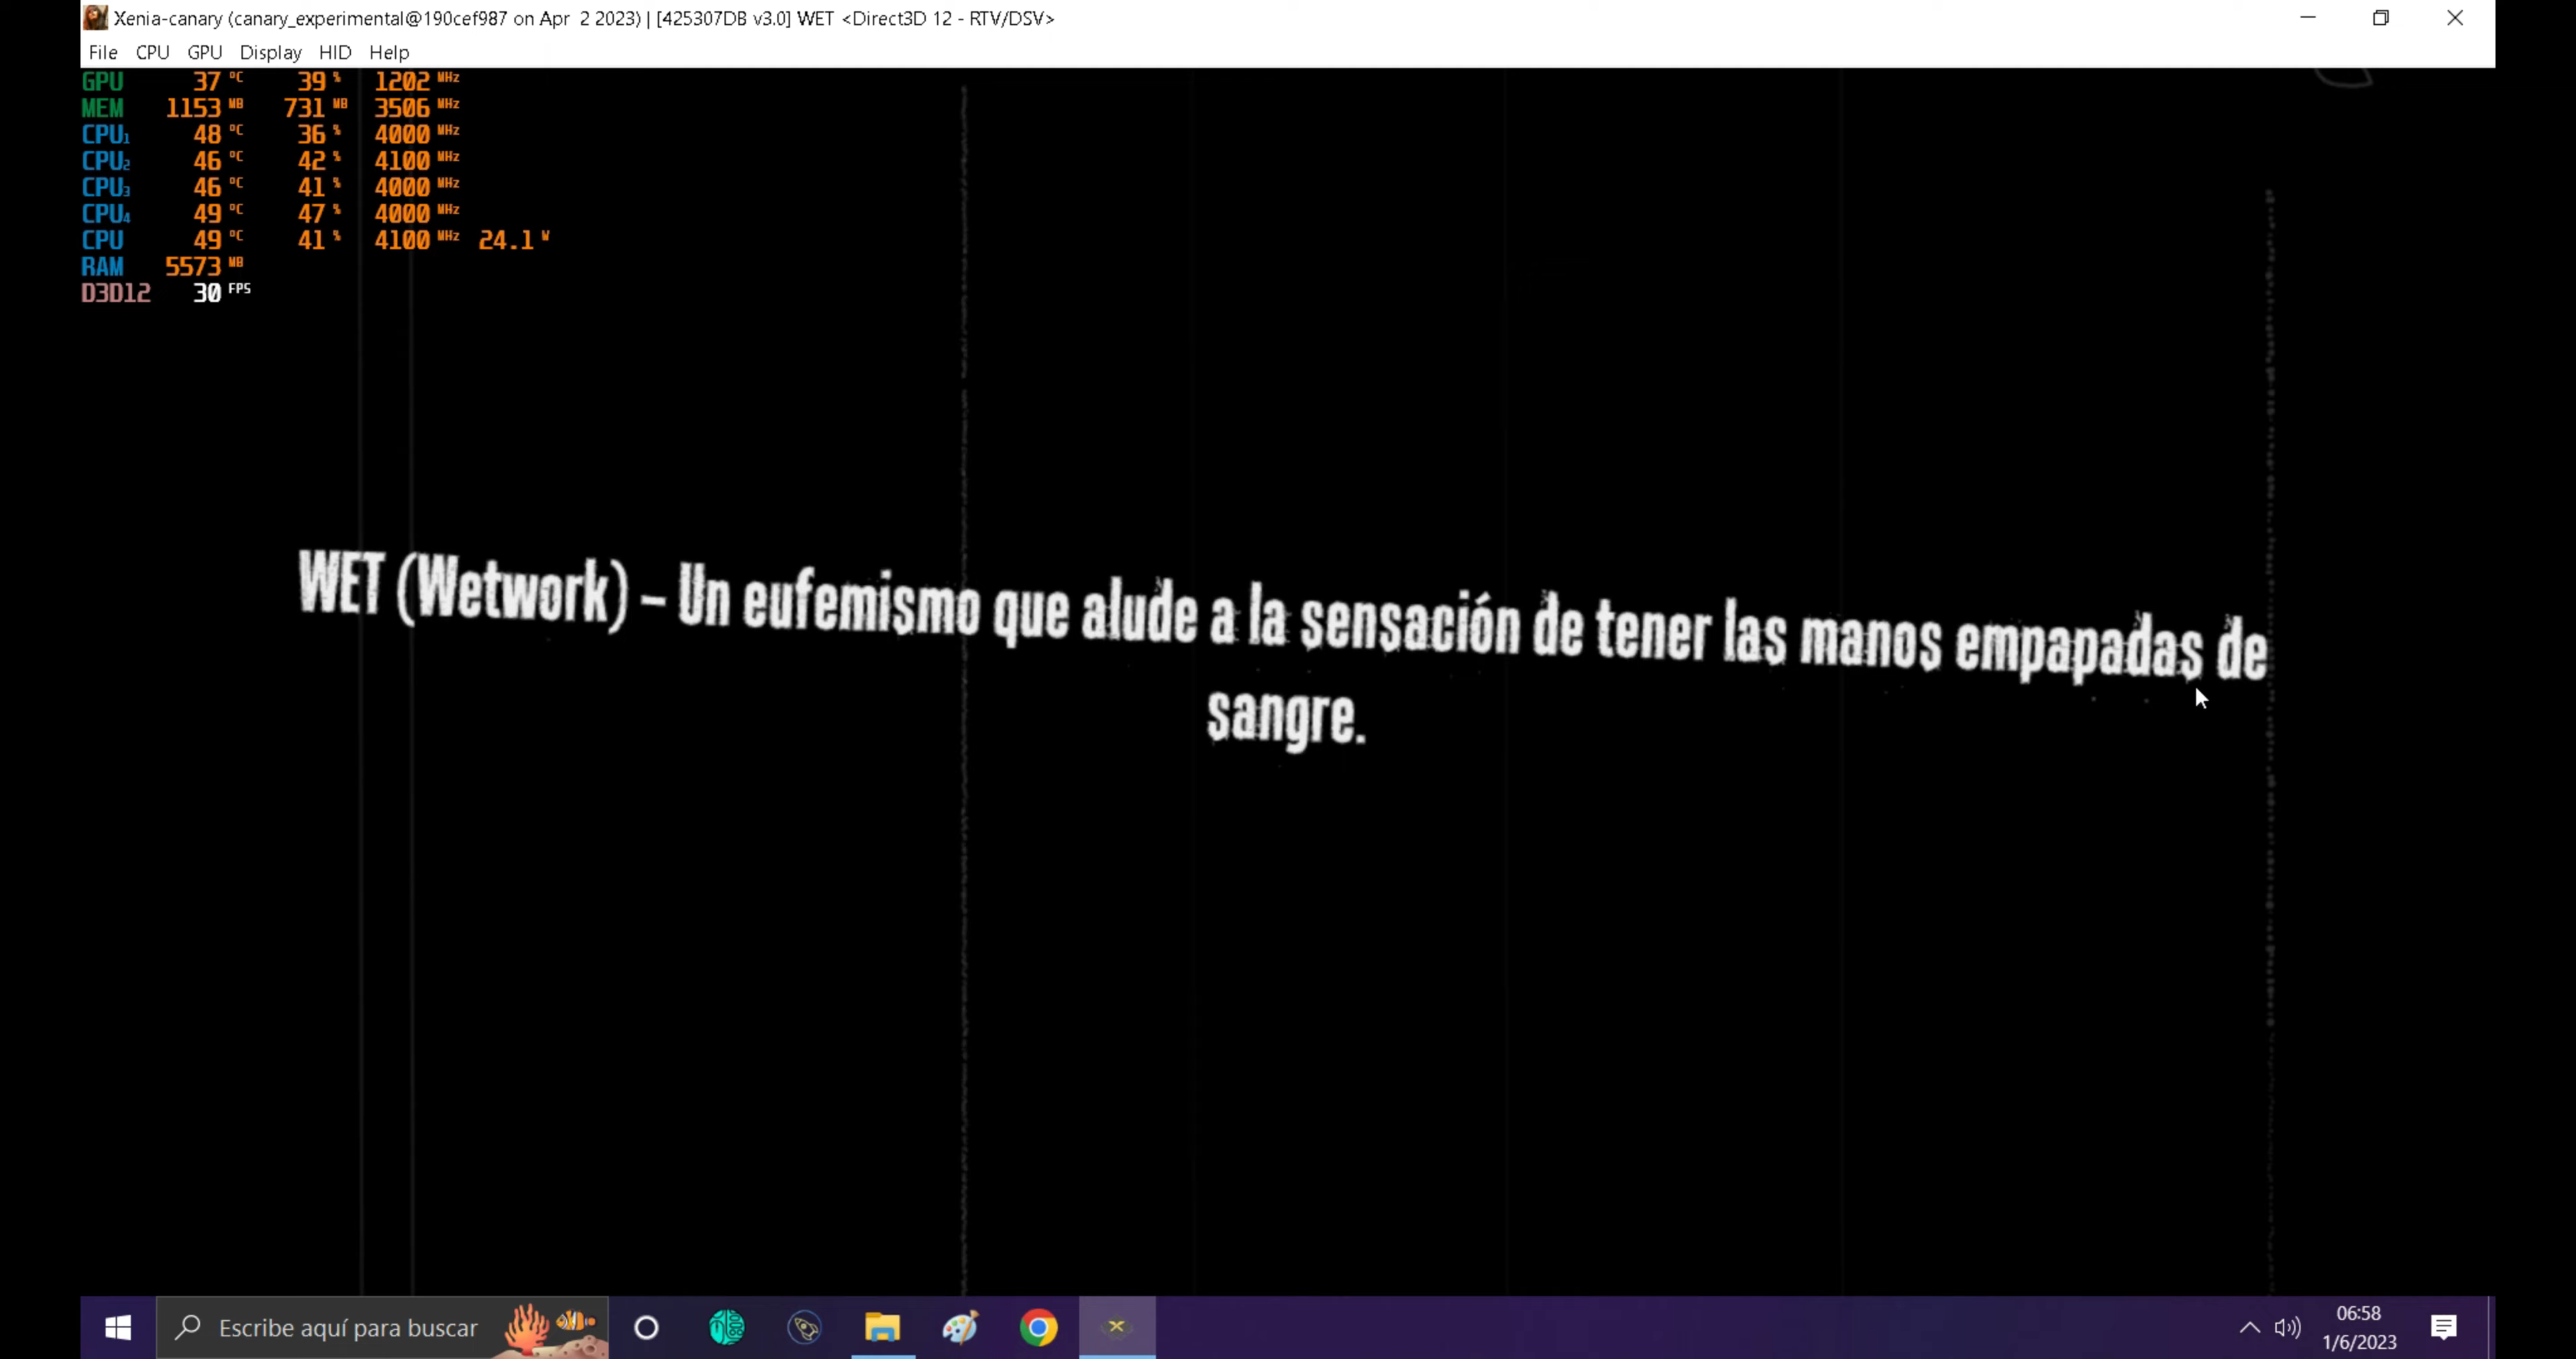 Xenia-canary (canary_experimental@190cef987 on Apr 2 2023) | [425307DB v3.0] WET <Direct3D 12 - RTV/DSV>
File CPU GPU Display HID Help
GPU 37 °C 39 % 1202 MHz
MEM 1153 MB 731 MB 3506 MHz
CPU1 48 °C 36 % 4000 MHz
CPU2 46 °C 42 % 4100 MHz
CPU3 46 °C 41 % 4000 MHz
CPU4 49 °C 47 % 4000 MHz
CPU 49 °C 41 % 4100 MHz 24.1 W
RAM 5573 MB
D3D12 30 FPS
WET (Wetwork) – Un eufemismo que alude a la sensación de tener las manos empapadas de
sangre.
Escribe aquí para buscar
06:58
1/6/2023